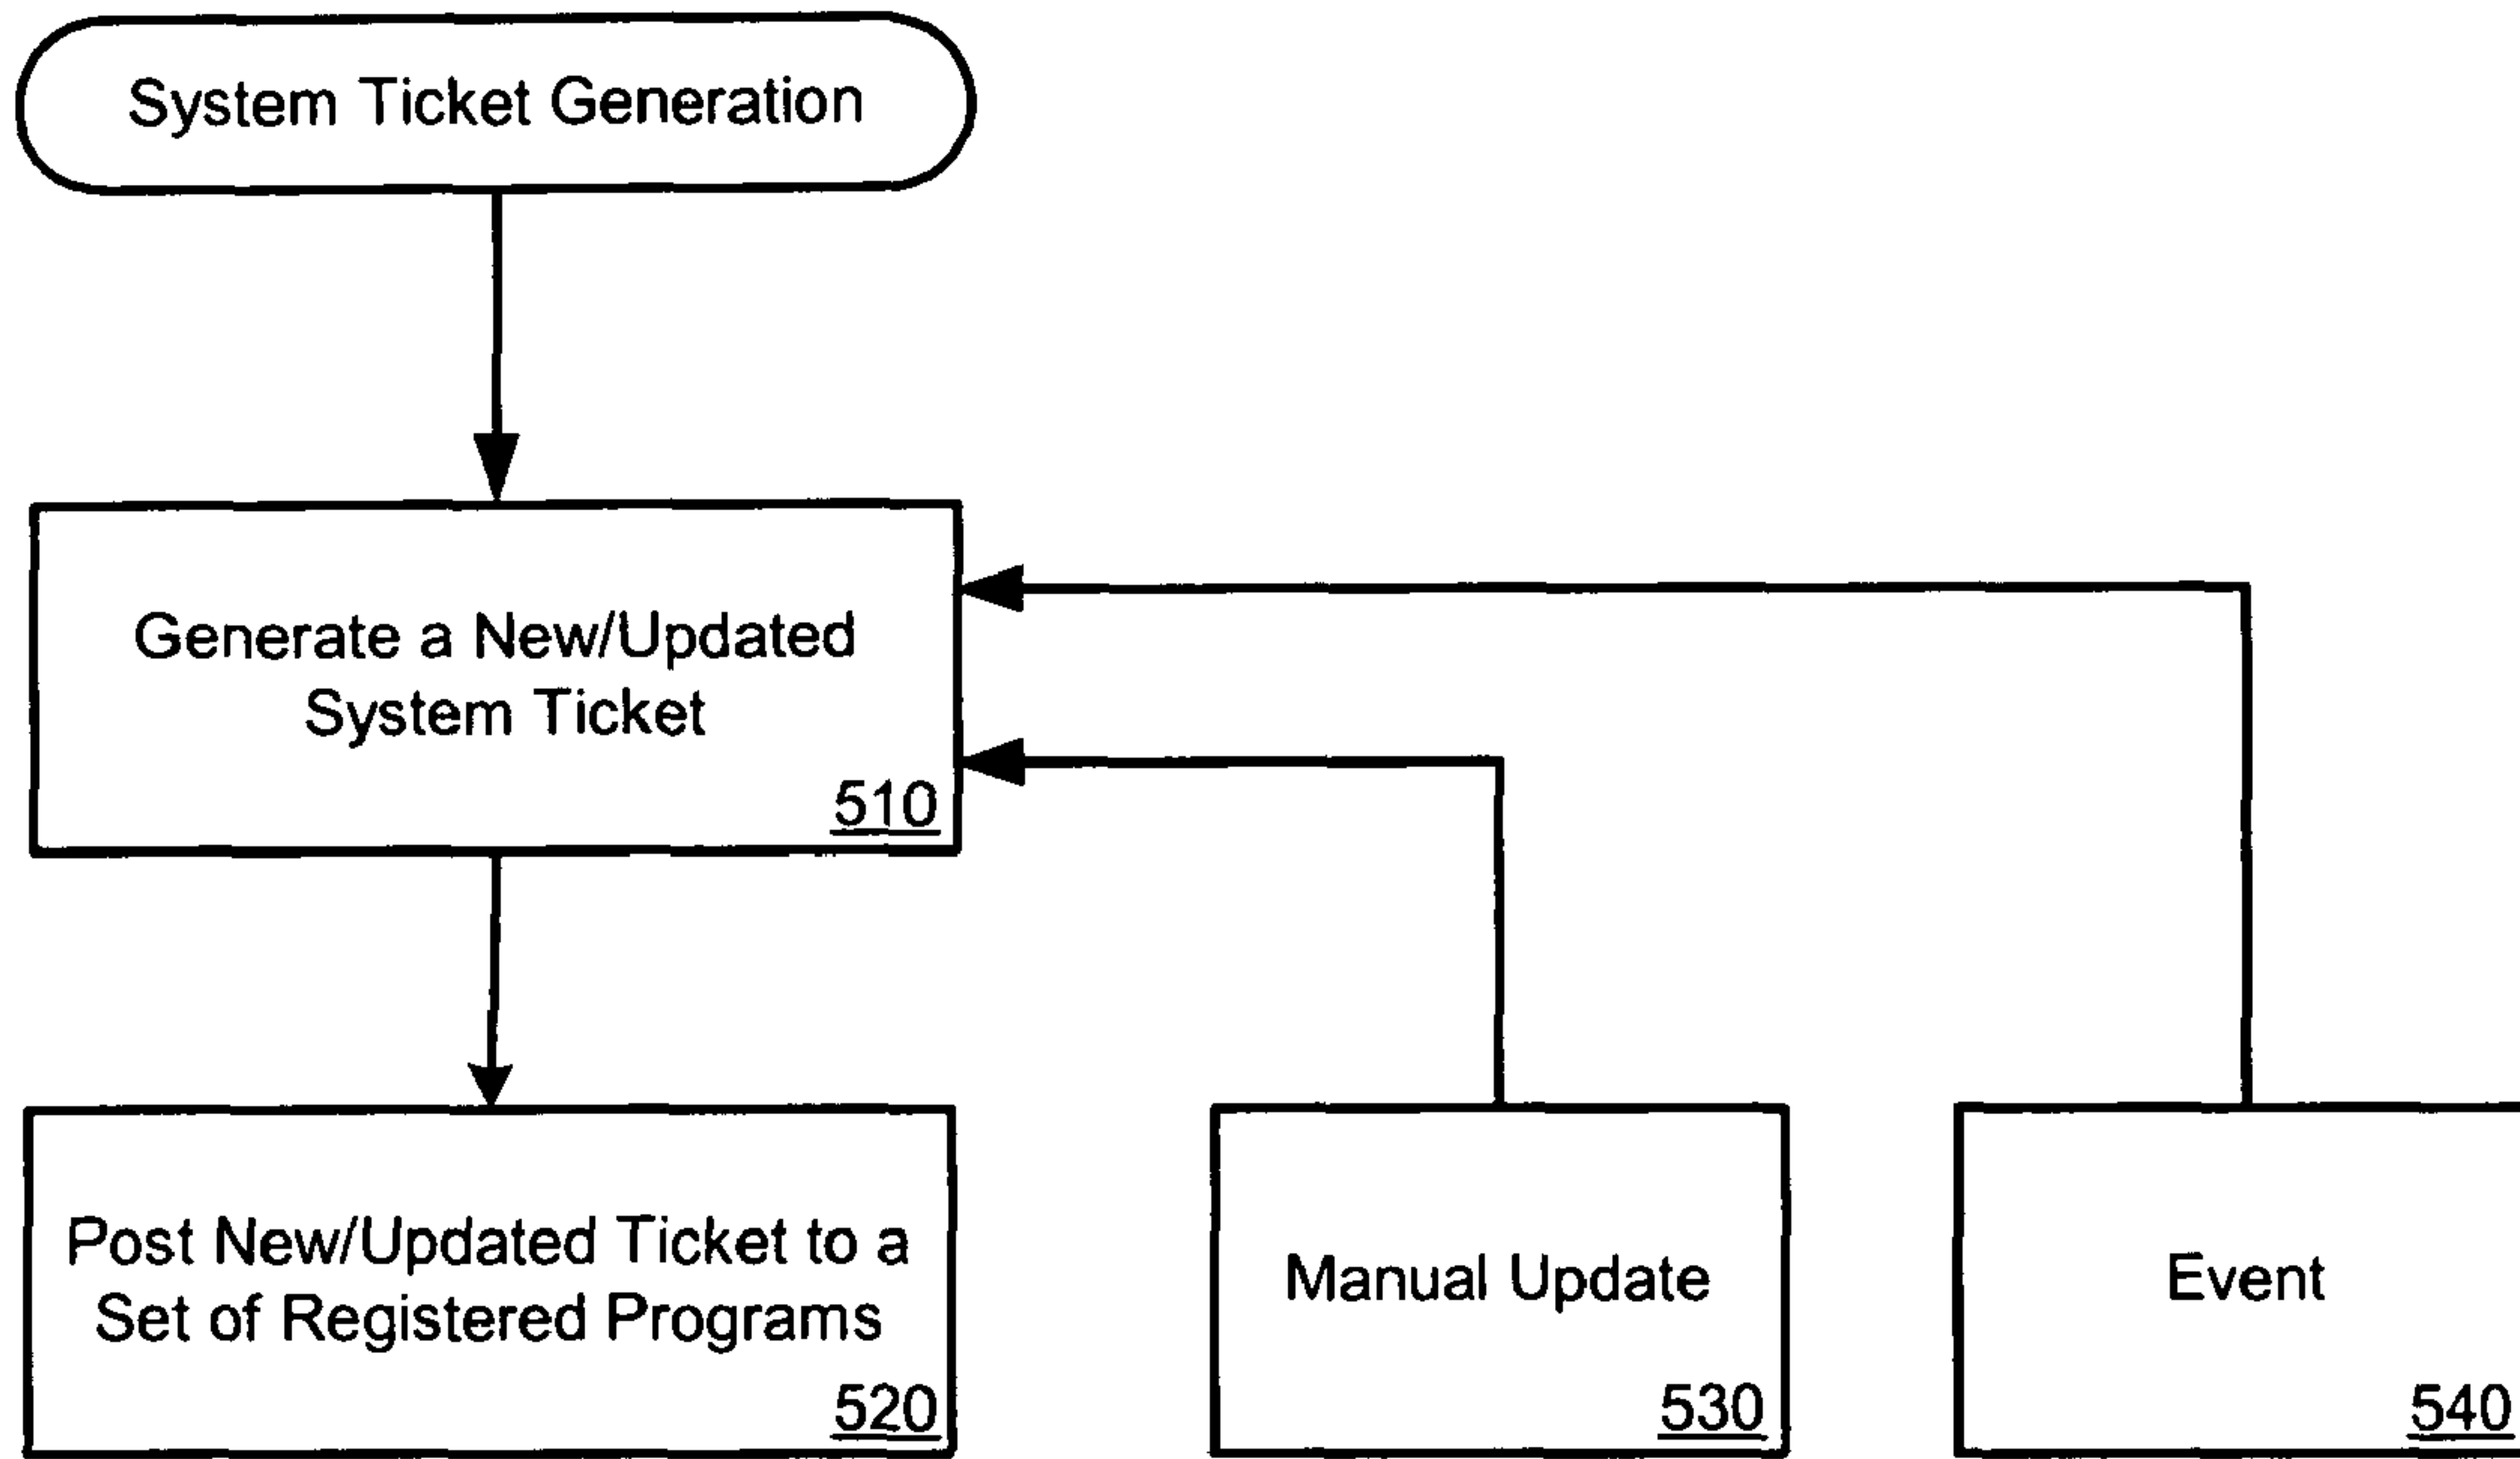 System Ticket Generation
Generate a New/Updated
System Ticket
510
Post New/Updated Ticket to a
Set of Registered Programs
520
Manual Update
530
Event
540